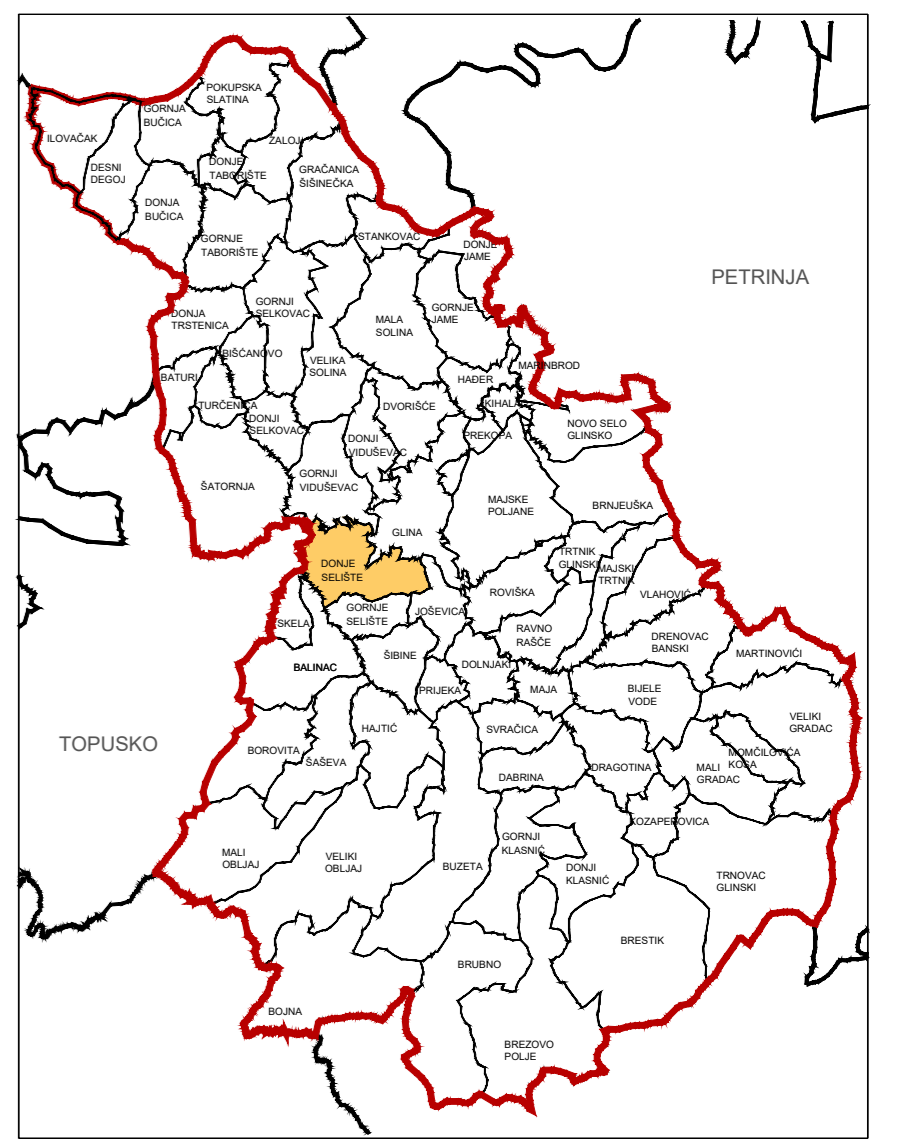 POKUPSKA
SLATINA
GORNJA
BUČICA
ILOVAČAK
ZALOJ
DONJE
TABORIŠTE
DESNI
DEGOJ
GRAČANICA
ŠIŠINEČKA
DONJA
BUČICA
GORNJE
TABORIŠTE
STANKOVAC
DONJE
JAME
PETRINJA
GORNJI
SELKOVAC
DONJA
TRSTENICA
MALA
SOLINA
GORNJE
JAME
BIŠĆANOVO
VELIKA
SOLINA
MARINBROD
BATURI
HAĐER
TURČENICA
DVORIŠĆE
KIHALA
DONJI
SELKOVAC
NOVO SELO
GLINSKO
PREKOPA
DONJI
VIDUŠEVAC
GORNJI
VIDUŠEVAC
ŠATORNJA
MAJSKE
POLJANE
BRNJEUŠKA
GLINA
TRTNIK
GLINSKI
DONJE
SELIŠTE
MAJSKI
TRTNIK
ROVIŠKA
VLAHOVIĆ
GORNJE
SELIŠTE
JOŠEVICA
SKELA
RAVNO
RAŠČE
DRENOVAC
BANSKI
ŠIBINE
MARTINOVIĆI
BALINAC
DOLNJAKI
PRIJEKA
MAJA
BIJELE
VODE
VELIKI
GRADAC
HAJTIĆ
SVRAČICA
TOPUSKO
BOROVITA
ŠAŠEVA
MOMČILOVIĆA
KOSA
DRAGOTINA
MALI
GRADAC
DABRINA
KOZAPEROVICA
GORNJI
KLASNIĆ
MALI
OBLJAJ
VELIKI
OBLJAJ
BUZETA
DONJI
KLASNIĆ
TRNOVAC
GLINSKI
BRESTIK
BRUBNO
BOJNA
BREZOVO
POLJE